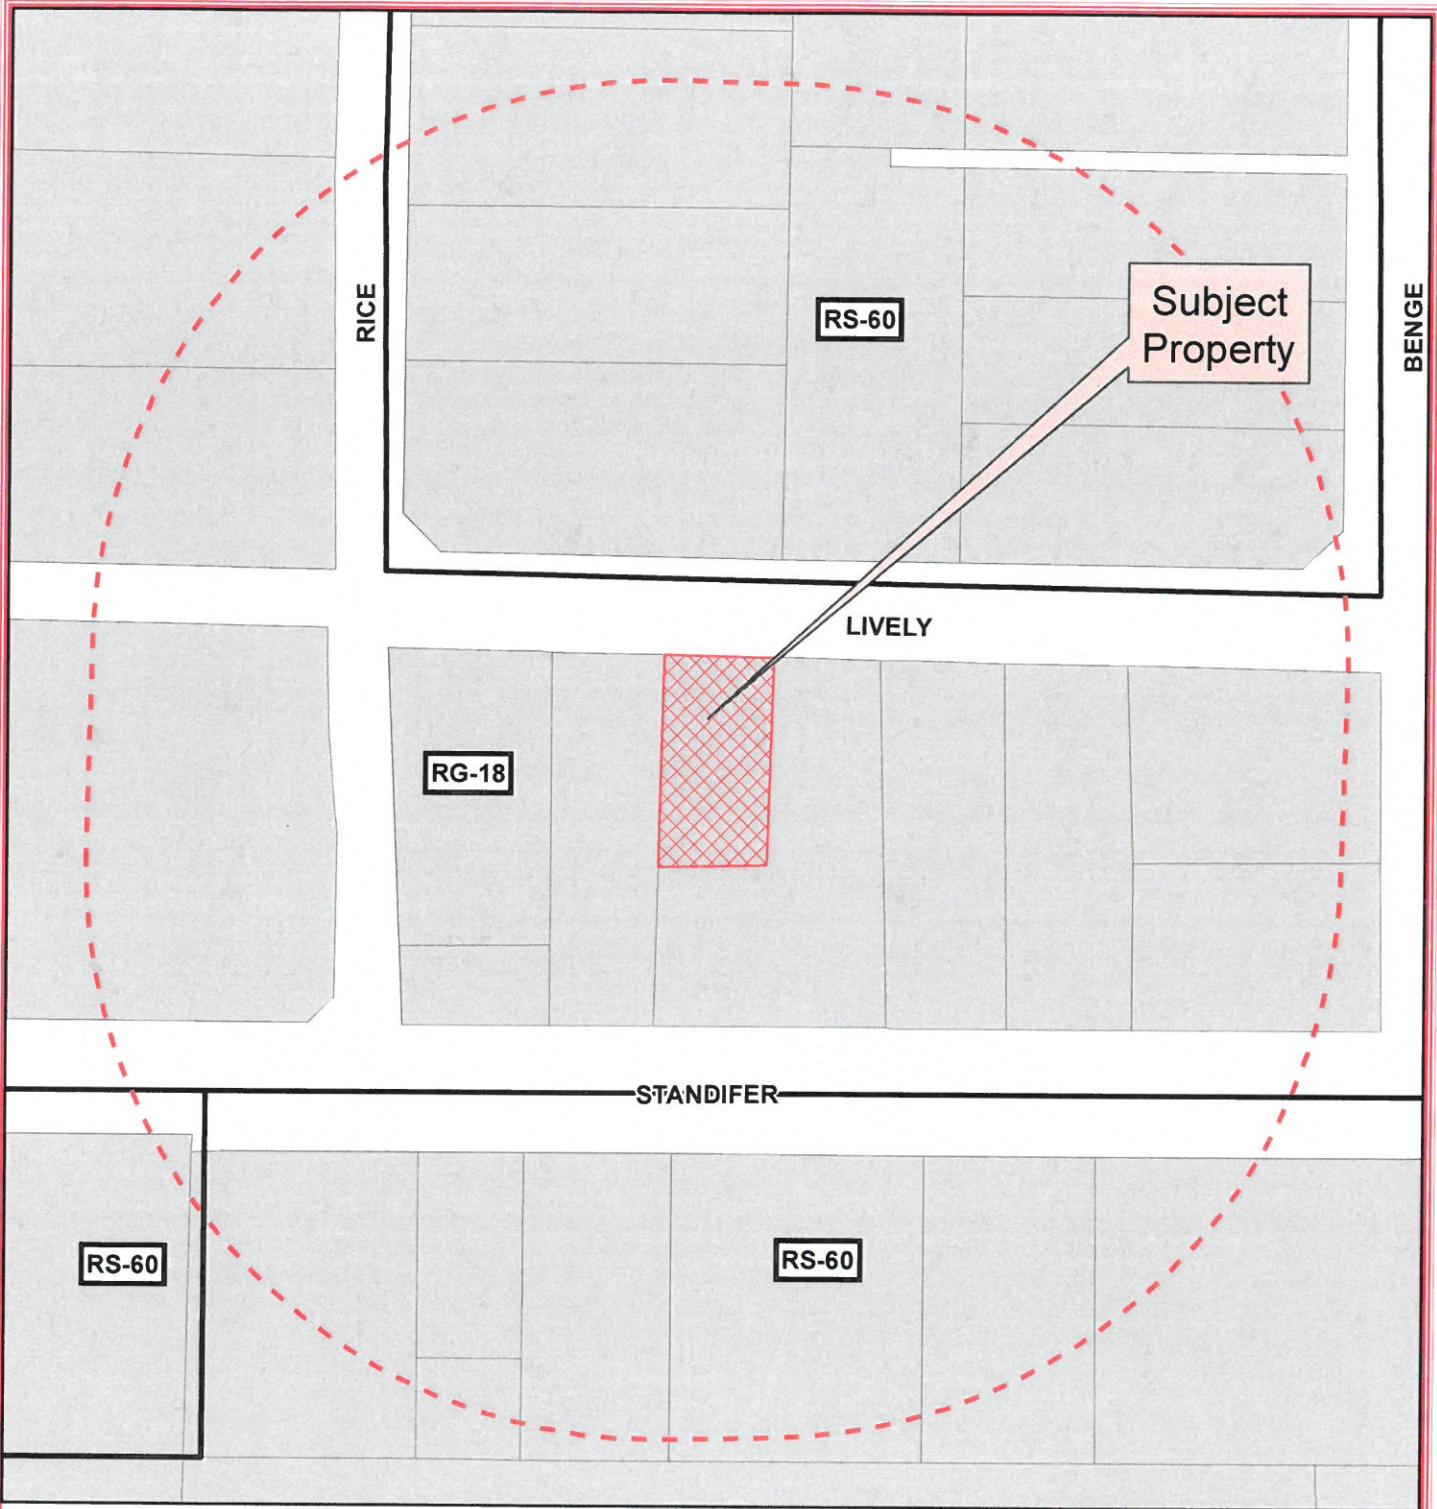 RICE
RS-60
Subject
Property
BENGE
LIVELY
RG-18
STANDIFER
RS-60
RS-60